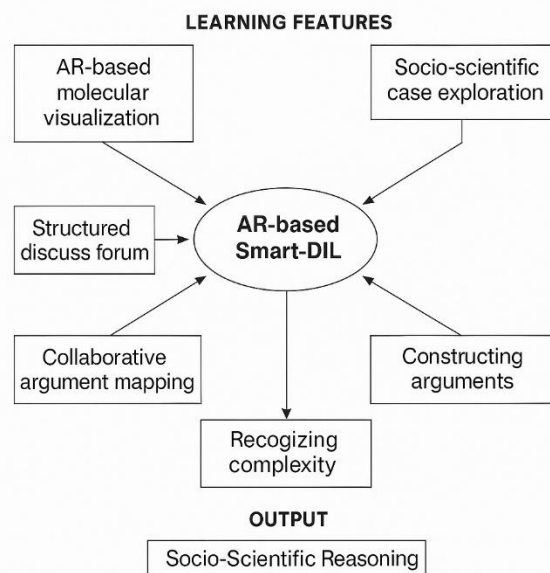 LEARNING FEATURES
AR-based
molecular
visualization
Socio-scientific
case exploration
Structured
discuss forum
AR-based
Smart-DIL
Collaborative
argument mapping
Constructing
arguments
Recogizing
complexity
OUTPUT
Socio-Scientific Reasoning